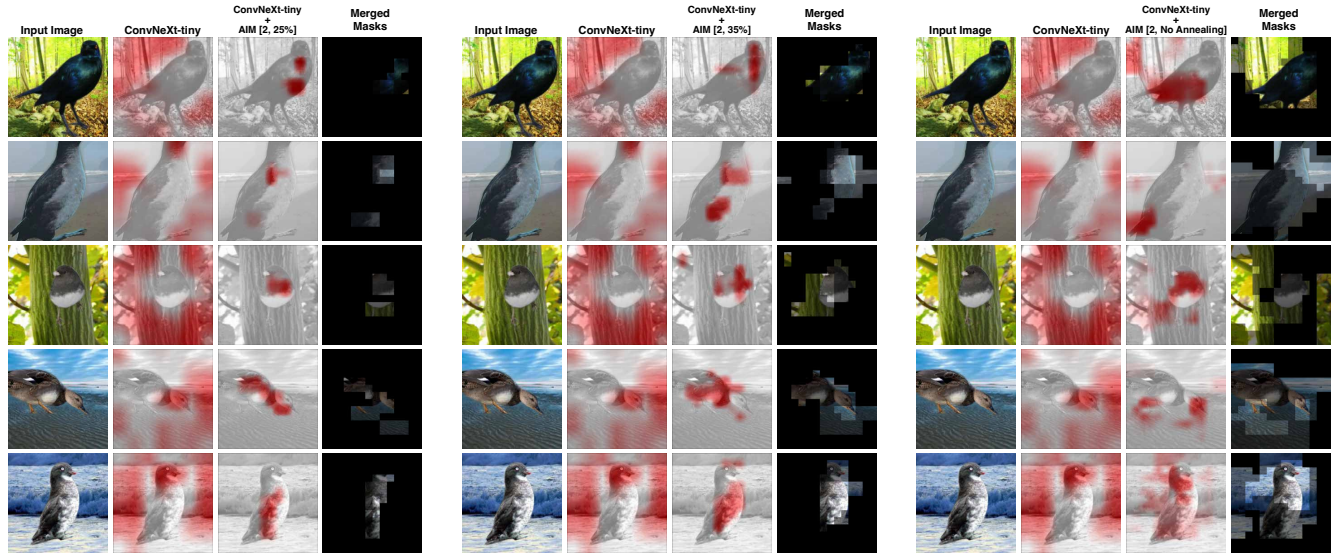 Input Image
ConvNeXt-tiny
ConvNeXt-tiny
+
AIM [2, 25%]
Merged
Masks
Input Image
ConvNeXt-tiny
ConvNeXt-tiny
+
AIM [2, 35%]
Merged
Masks
Input Image
ConvNeXt-tiny
ConvNeXt-tiny
+
AIM [2, No Annealing]
Merged
Masks